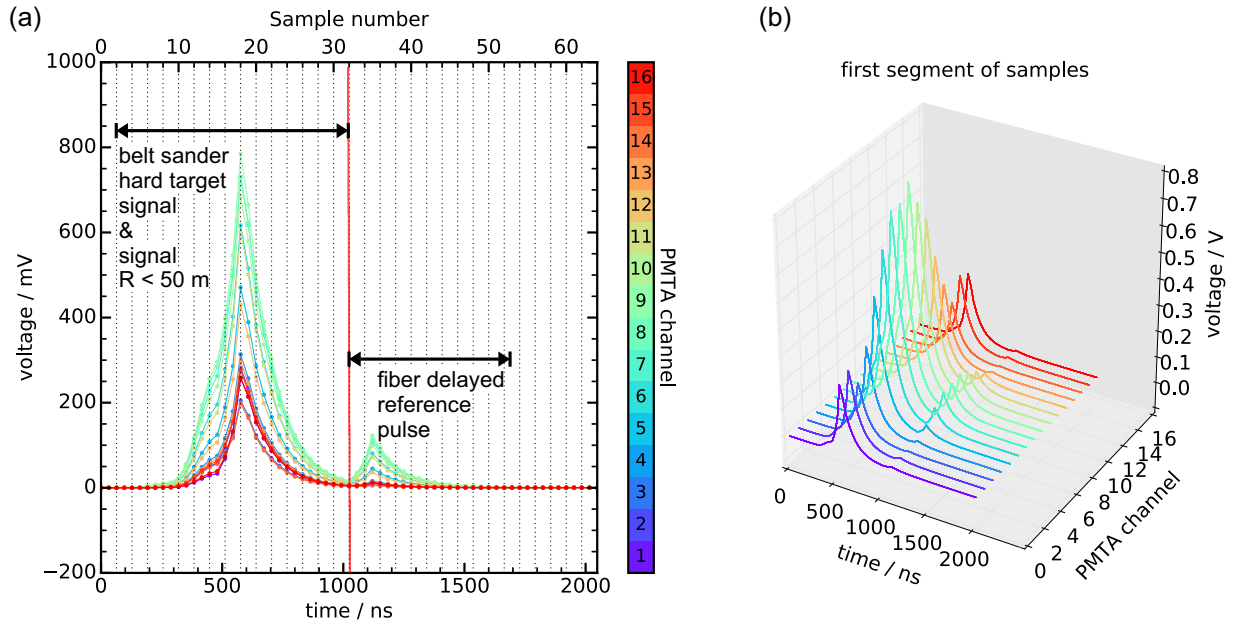 (a)
Sample number
0 10 20 30 40 50 60
1000
800
600
400
200
0
−200
voltage / mV
belt sander
hard target
signal
&
signal
R < 50 m
fiber delayed
reference
pulse
0 500 1000 1500 2000
time / ns
16
15
14
13
12
11
10
9
8
7
6
5
4
3
2
1
PMTA channel
(b)
first segment of samples
0.8
0.7
0.6
0.5
0.4
0.3
0.2
0.1
0.0
voltage / V
0 500 1000 1500 2000
time / ns
0 2 4 6 8 10 12 14 16
PMTA channel